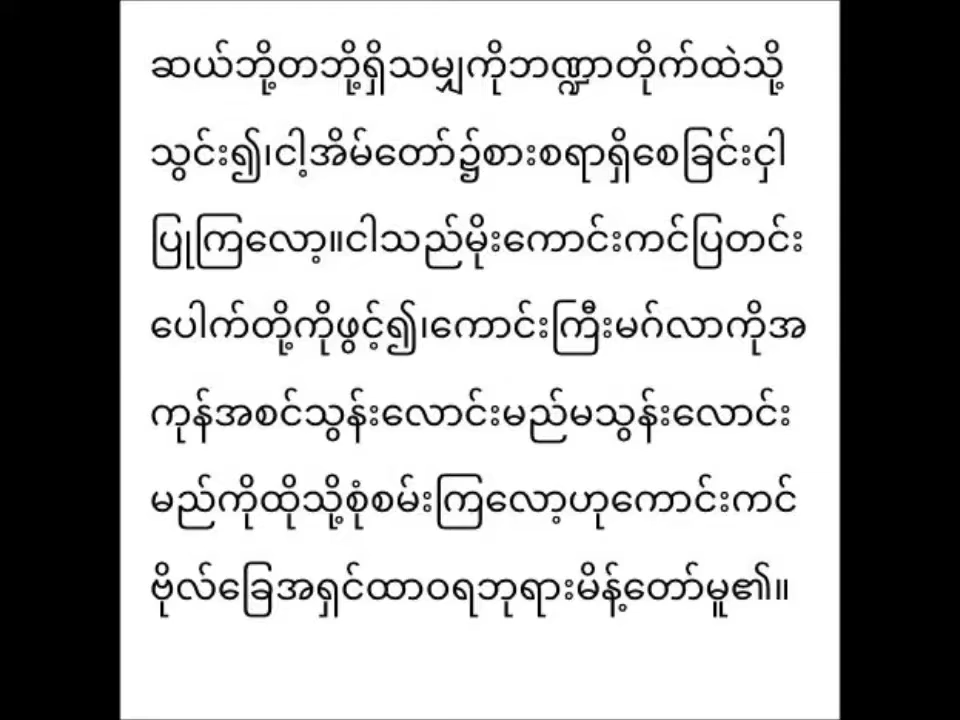 ဆယ်ဘို့တဘို့ရှိသမျှကိုဘဏ္ဍာတိုက်ထဲသို့
သွင်း၍၊ငါ့အိမ်တော်၌စားစရာရှိစေခြင်းငှါ
ပြုကြလော့။ငါသည်မိုးကောင်းကင်ပြတင်း
ပေါက်တို့ကိုဖွင့်၍၊ကောင်းကြီးမင်္ဂလာကိုအ
ကုန်အစင်သွန်းလောင်းမည်မသွန်းလောင်း
မည်ကိုထိုသို့စုံစမ်းကြလော့ဟုကောင်းကင်
ဗိုလ်ခြေအရှင်ထာဝရဘုရားမိန့်တော်မူ၏။